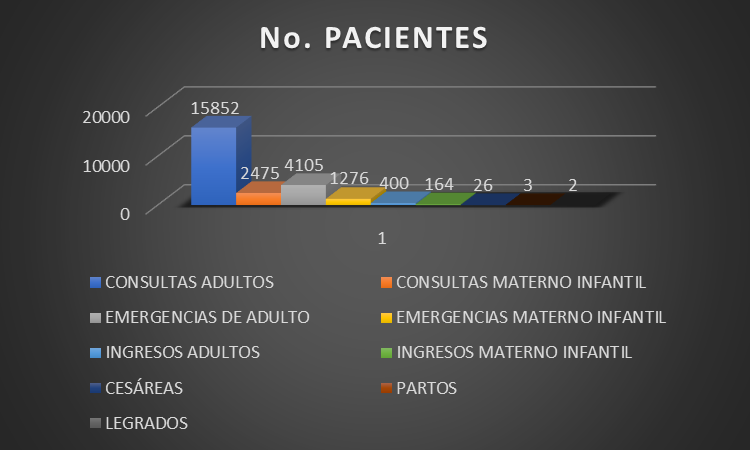 No. PACIENTES
20000
10000
0
15852
2475
4105
1276
400
164
26
3
2
1
CONSULTAS ADULTOS
CONSULTAS MATERNO INFANTIL
EMERGENCIAS DE ADULTO
EMERGENCIAS MATERNO INFANTIL
INGRESOS ADULTOS
INGRESOS MATERNO INFANTIL
CESÁREAS
PARTOS
LEGRADOS